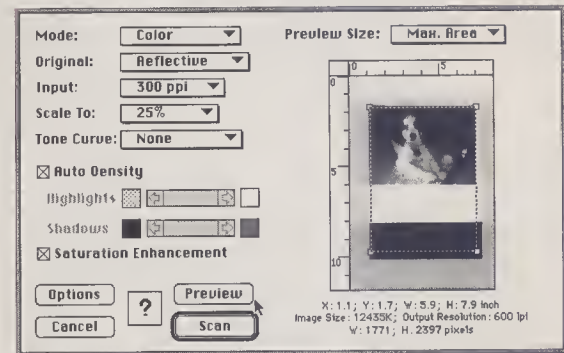 Mode: Color
Original: Reflective
Input: 300 ppi
Scale To: 25%
Tone Curve: None
Auto Density
Highlights
Shadows
Saturation Enhancement
Options
Cancel
?
Preview
Scan
Preview Size: Max. Area
0 5
0
5
10
X: 1.1; Y: 1.7; W: 5.9; H: 7.9 inch
Image Size: 12435K; Output Resolution: 600 lpi
W: 1771; H: 2397 pixels